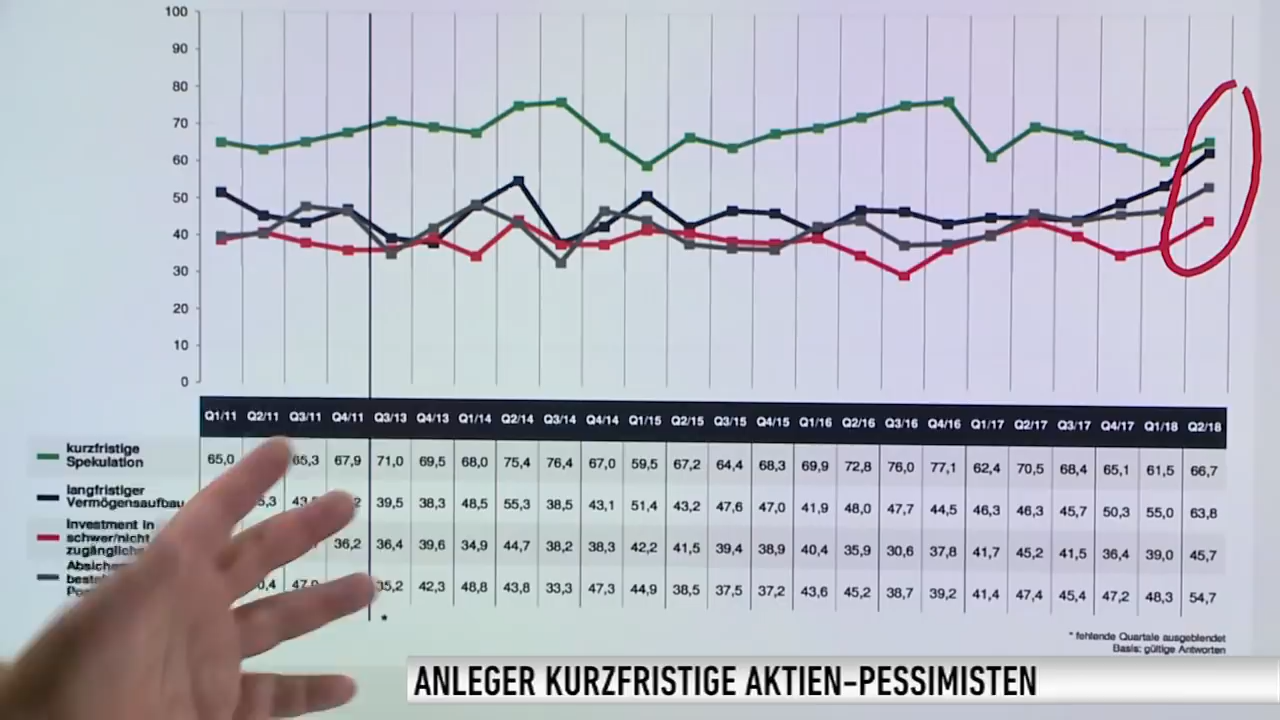 100
90
80
70
60
50
40
30
20
10
0
Q1/11 Q2/11 Q3/11 Q4/11 Q3/13 Q4/13 Q1/14 Q2/14 Q3/14 Q4/14 Q1/15 Q2/15 Q3/15 Q4/15 Q1/16 Q2/16 Q3/16 Q4/16 Q1/17 Q2/17 Q3/17 Q4/17 Q1/18 Q2/18
kurzfristige
Spekulation
65,0 65,3 67,9 71,0 69,5 68,0 75,4 76,4 67,0 59,5 67,2 64,4 68,3 69,9 72,8 76,0 77,1 62,4 70,5 68,4 65,1 61,5 66,7
langfristiger
Vermögensaufbau
39,5 38,3 48,5 55,3 38,5 43,1 51,4 43,2 47,6 47,0 41,9 48,0 47,7 44,5 46,3 46,3 45,7 50,3 55,0 63,8
Investment in
schwer/nicht
36,2 36,4 39,6 34,9 44,7 38,2 38,3 42,2 41,5 39,4 38,9 40,4 35,9 30,6 37,8 41,7 45,2 41,5 36,4 39,0 45,7
35,2 42,3 48,8 43,8 33,3 47,3 44,9 38,5 37,5 37,2 43,6 45,2 38,7 39,2 41,4 47,4 45,4 47,2 48,3 54,7
*
* fehlende Quartale ausgeblendet
Basis: gültige Antworten
ANLEGER KURZFRISTIGE AKTIEN-PESSIMISTEN